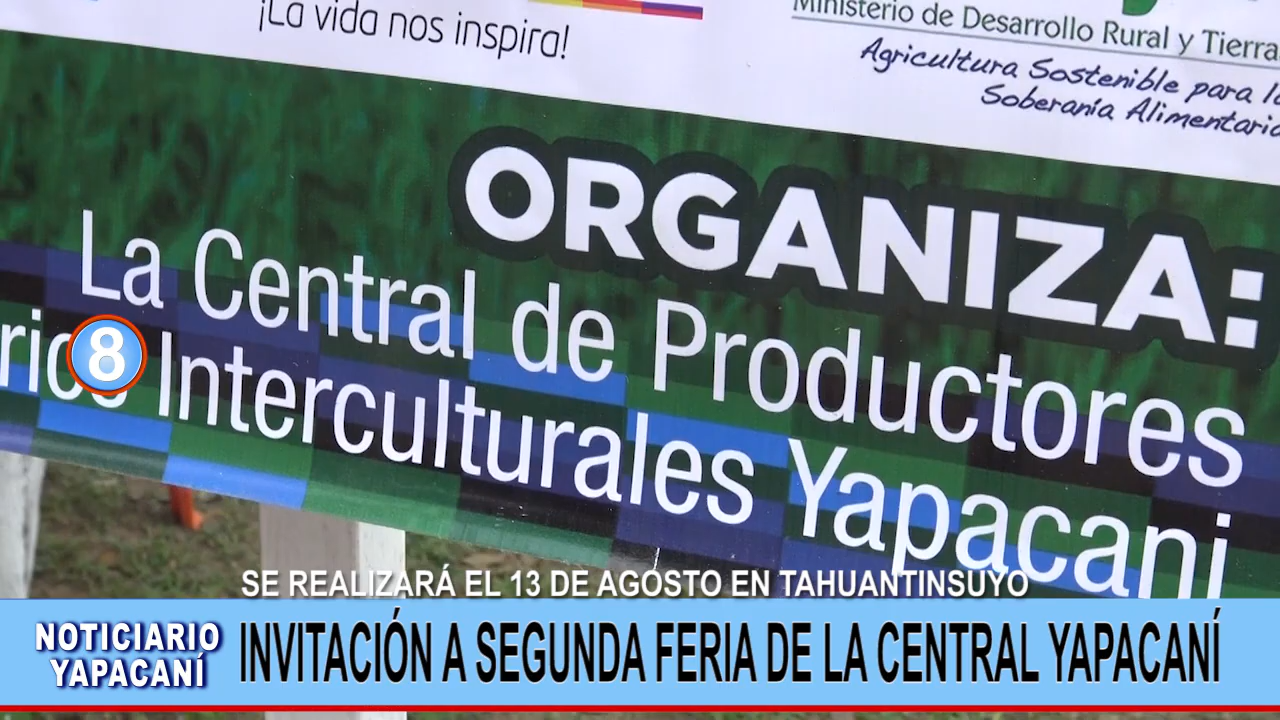 ¡La vida nos inspira!
Ministerio de Desarrollo Rural y Tierra
Agricultura Sostenible para la
Soberanía Alimentaria
ORGANIZA:
La Central de Productores
rios Interculturales Yapacani
8
SE REALIZARÁ EL 13 DE AGOSTO EN TAHUANTINSUYO
NOTICIARIO
YAPACANÍ
INVITACIÓN A SEGUNDA FERIA DE LA CENTRAL YAPACANÍ